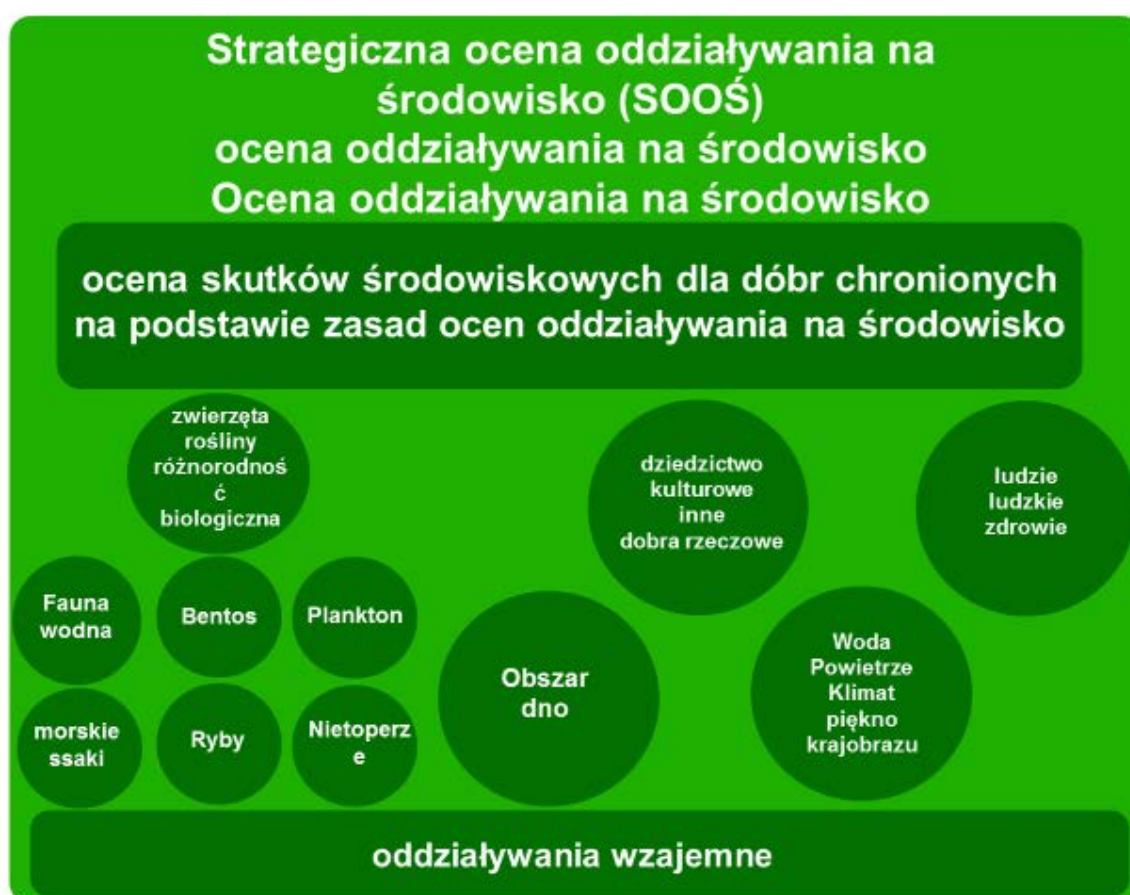 Strategiczna ocena oddziaływania na
środowisko (SOOŚ)
ocena oddziaływania na środowisko
Ocena oddziaływania na środowisko
ocena skutków środowiskowych dla dóbr chronionych
na podstawie zasad ocen oddziaływania na środowisko
zwierzęta
rośliny
różnorodnoś
ć
biologiczna
dziedzictwo
kulturowe
inne
dobra rzeczowe
ludzie
ludzkie
zdrowie
Fauna
wodna
Bentos
Plankton
morskie
ssaki
Ryby
Nietoperz
e
Obszar
dno
Woda
Powietrze
Klimat
piękno
krajobrazu
oddziaływania wzajemne